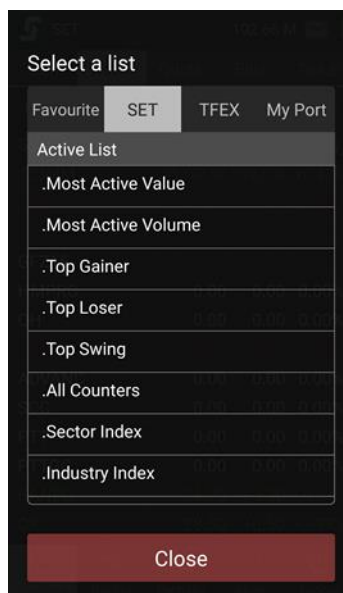 Select a list
Favourite SET TFEX My Port
Active List
.Most Active Value
.Most Active Volume
.Top Gainer
.Top Loser
.Top Swing
.All Counters
.Sector Index
.Industry Index
Close